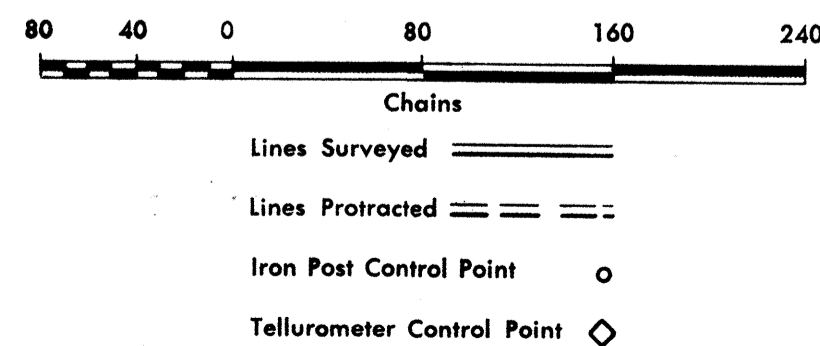 80 40 0 80 160 240
Chains
Lines Surveyed
Lines Protracted
Iron Post Control Point
Tellurometer Control Point